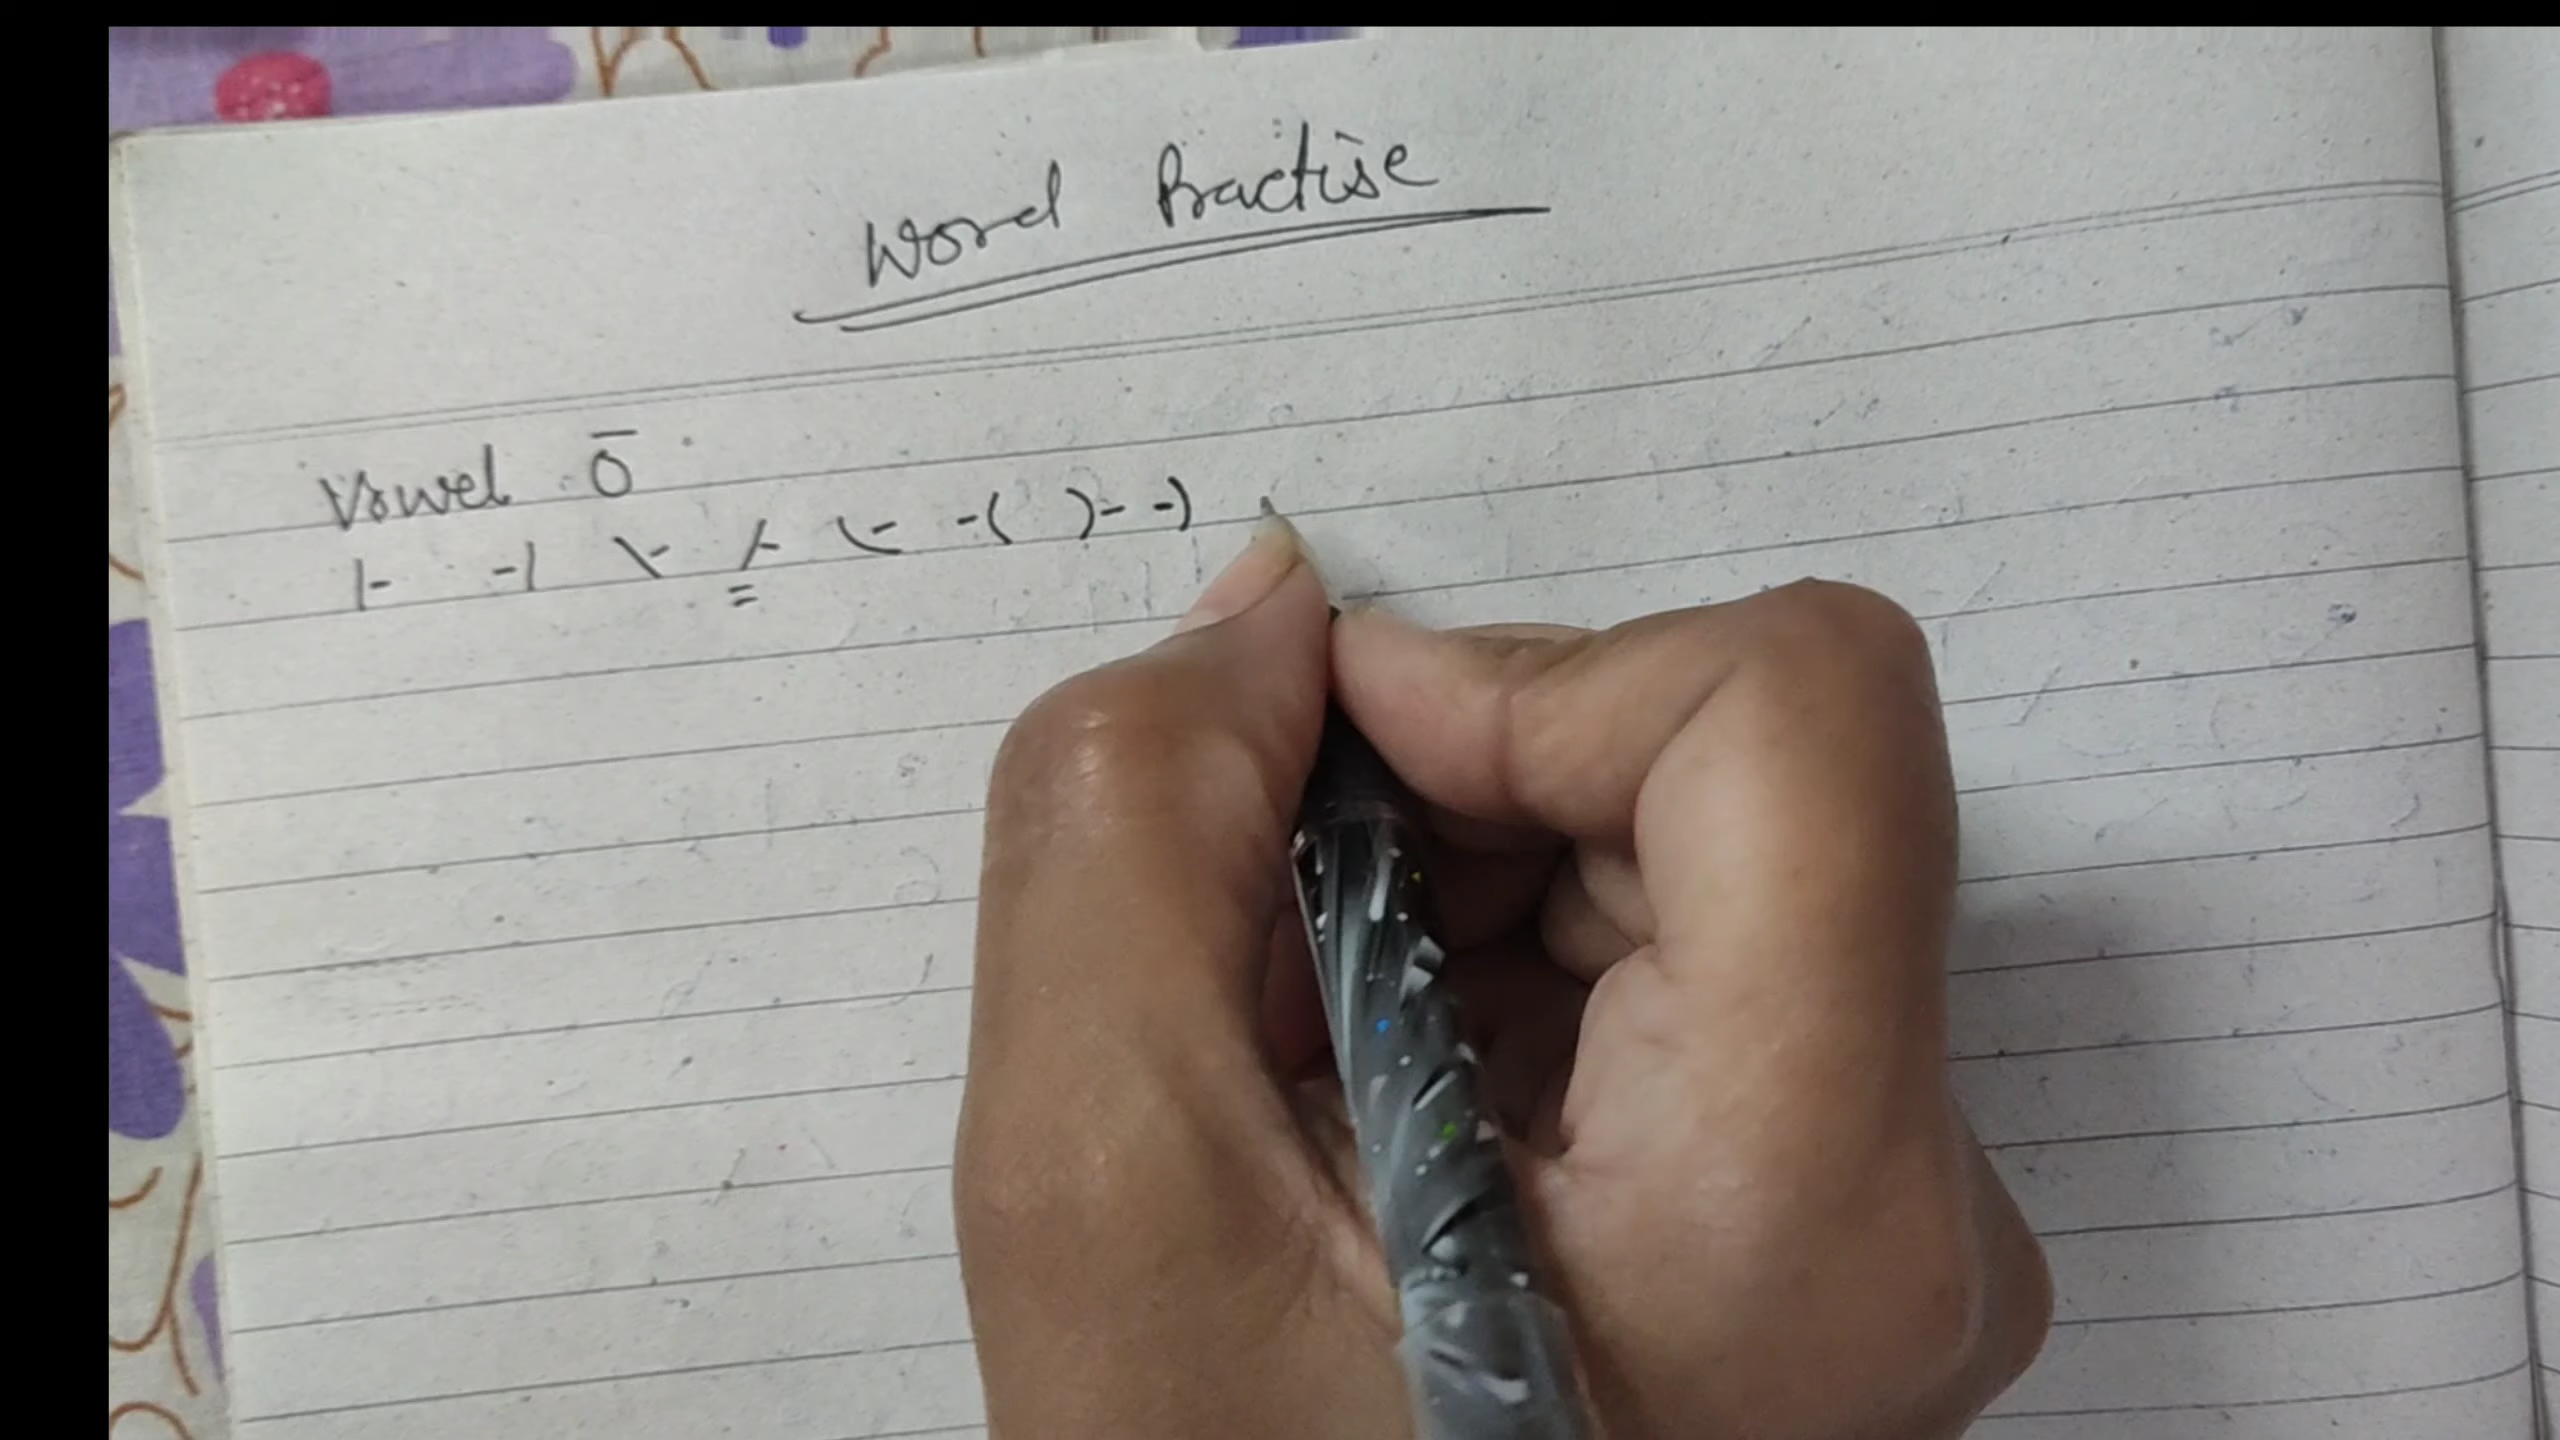 Word Practise
Vowel ō
|- -| \- /- \- -( )- -)